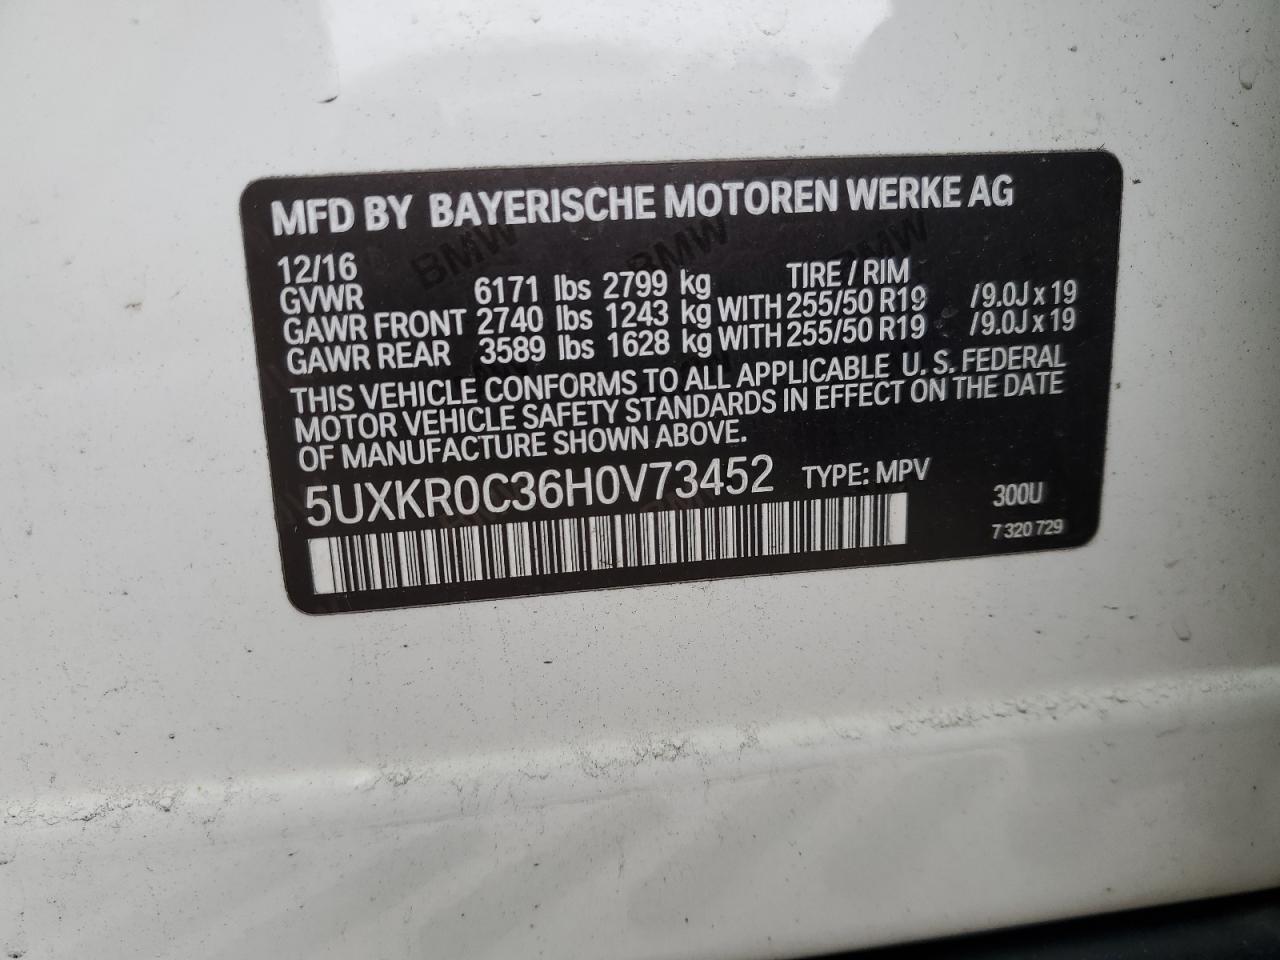 MFD BY BAYERISCHE MOTOREN WERKE AG
12/16
GVWR 6171 lbs 2799 kg TIRE / RIM
GAWR FRONT 2740 lbs 1243 kg WITH 255/50 R19 /9.0J x 19
GAWR REAR 3589 lbs 1628 kg WITH 255/50 R19 /9.0J x 19
THIS VEHICLE CONFORMS TO ALL APPLICABLE U. S. FEDERAL
MOTOR VEHICLE SAFETY STANDARDS IN EFFECT ON THE DATE
OF MANUFACTURE SHOWN ABOVE.
5UXKR0C36H0V73452 TYPE: MPV
300U
7 320 729
BMW BMW BMW